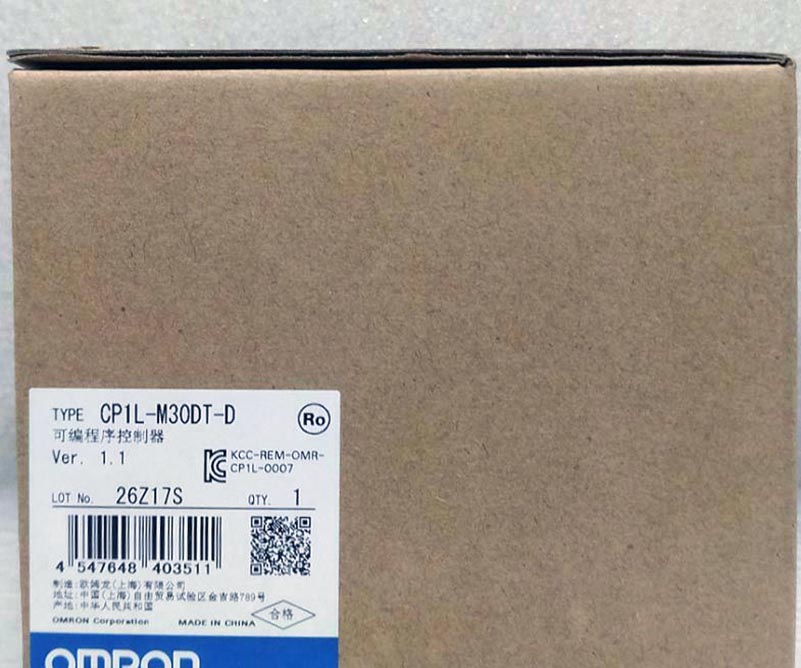 TYPE CP1L-M30DT-D
Ro
可编程序控制器
Ver. 1.1
KCC-REM-OMR-
CP1L-0007
LOT No. 26Z17S QTY. 1
4 547648 403511
制造:欧姆龙(上海)有限公司
地址:中国(上海)自由贸易试验区金吉路789号
产地:中华人民共和国
合格
OMRON Corporation MADE IN CHINA
OMRON